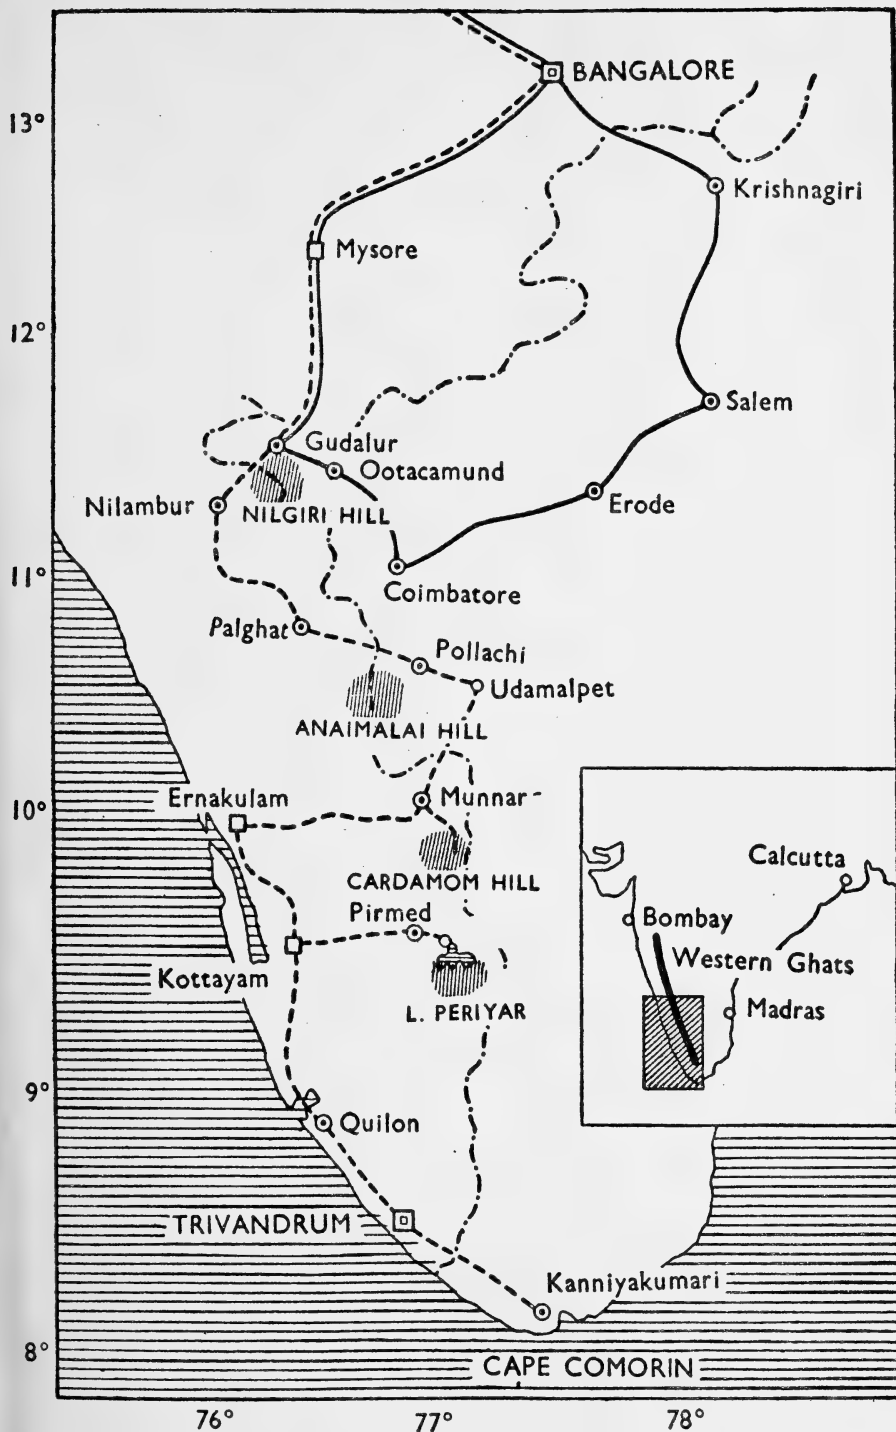 BANGALORE
13°
Krishnagiri
Mysore
12°
Salem
Gudalur
Ootacamund
Nilambur
NILGIRI HILL
Erode
11°
Coimbatore
Palghat
Pollachi
Udamalpet
ANAIMALAI HILL
Ernakulam
10°
Munnar
Calcutta
CARDAMOM HILL
Pirmed
Bombay
Western Ghats
Kottayam
L. PERIYAR
Madras
9°
Quilon
TRIVANDRUM
Kanniyakumari
8°
CAPE COMORIN
76°
77°
78°